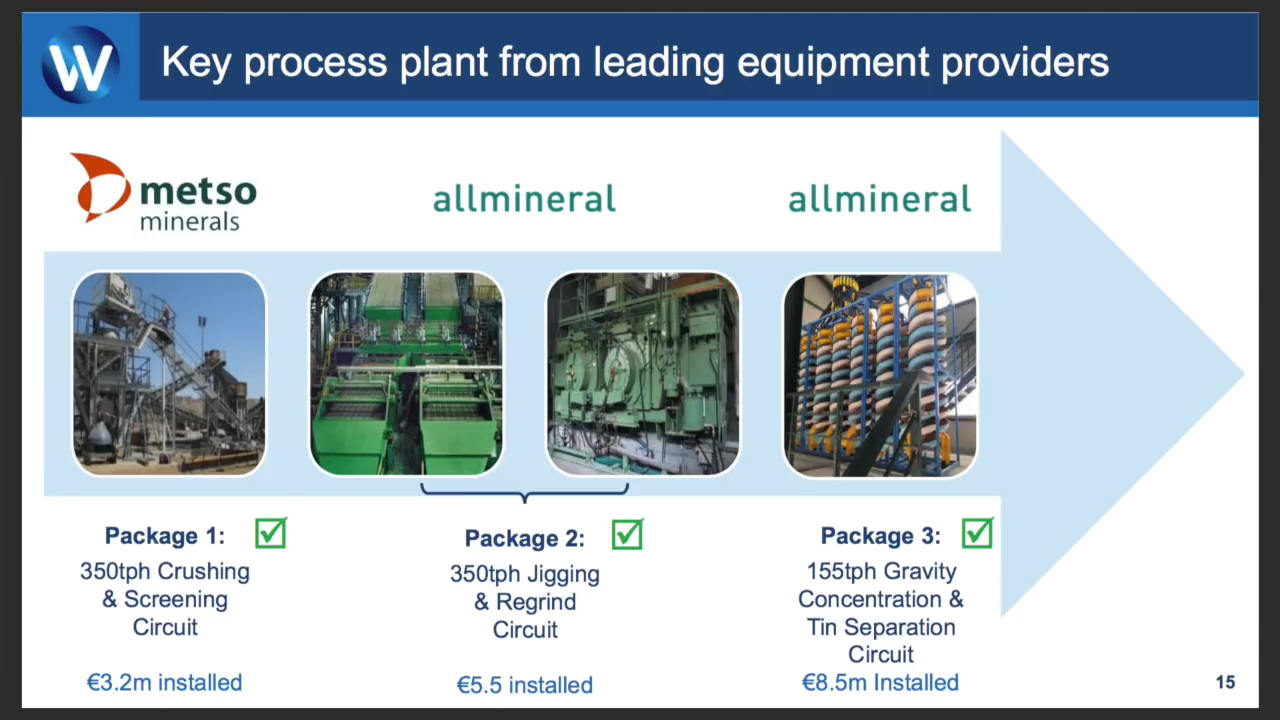 W
Key process plant from leading equipment providers
metso
minerals
allmineral
allmineral
Package 1:
350tph Crushing
& Screening
Circuit
€3.2m installed
Package 2:
350tph Jigging
& Regrind
Circuit
€5.5 installed
Package 3:
155tph Gravity
Concentration &
Tin Separation
Circuit
€8.5m Installed
15